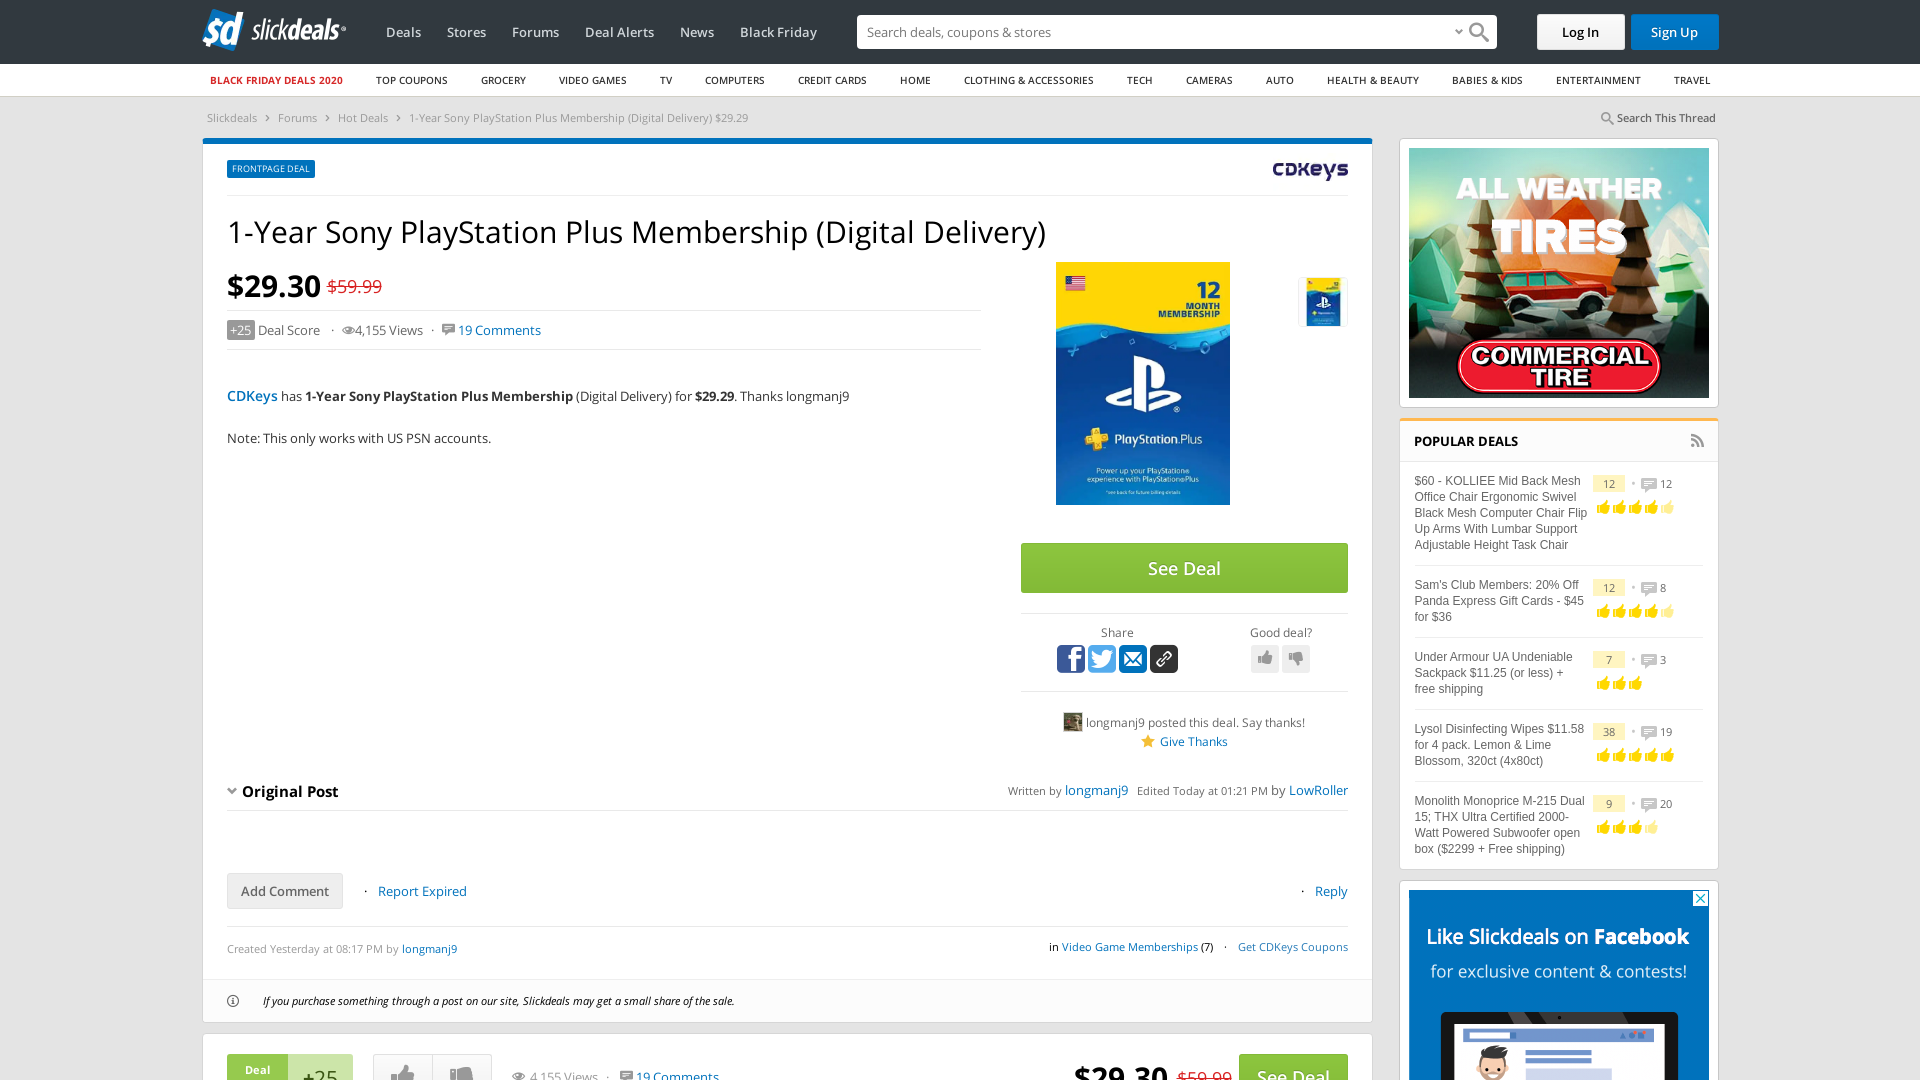 sd slickdeals
Deals Stores Forums Deal Alerts News Black Friday
Search deals, coupons & stores
Log In Sign Up
BLACK FRIDAY DEALS 2020 TOP COUPONS GROCERY VIDEO GAMES TV COMPUTERS CREDIT CARDS HOME CLOTHING & ACCESSORIES TECH CAMERAS AUTO HEALTH & BEAUTY BABIES & KIDS ENTERTAINMENT TRAVEL
Slickdeals › Forums › Hot Deals › 1-Year Sony PlayStation Plus Membership (Digital Delivery) $29.29
Search This Thread
FRONTPAGE DEAL
CDKeys
1-Year Sony PlayStation Plus Membership (Digital Delivery)
$29.30 $59.99
+25 Deal Score · 4,155 Views · 19 Comments
CDKeys has 1-Year Sony PlayStation Plus Membership (Digital Delivery) for $29.29. Thanks longmanj9
Note: This only works with US PSN accounts.
12
MONTH
MEMBERSHIP
PlayStation.Plus
Power up your PlayStation®
experience with PlayStation®Plus
*see back for future billing details
See Deal
Share
Good deal?
longmanj9 posted this deal. Say thanks!
Give Thanks
Original Post
Written by longmanj9 Edited Today at 01:21 PM by LowRoller
Add Comment · Report Expired
· Reply
Created Yesterday at 08:17 PM by longmanj9
in Video Game Memberships (7) · Get CDKeys Coupons
If you purchase something through a post on our site, Slickdeals may get a small share of the sale.
Deal
+25
4,155 Views · 19 Comments
$29.30 $59.99 See Deal
ALL WEATHER
TIRES
COMMERCIAL
TIRE
POPULAR DEALS
$60 - KOLLIEE Mid Back Mesh
Office Chair Ergonomic Swivel
Black Mesh Computer Chair Flip
Up Arms With Lumbar Support
Adjustable Height Task Chair
12 · 12
Sam's Club Members: 20% Off
Panda Express Gift Cards - $45
for $36
12 · 8
Under Armour UA Undeniable
Sackpack $11.25 (or less) +
free shipping
7 · 3
Lysol Disinfecting Wipes $11.58
for 4 pack. Lemon & Lime
Blossom, 320ct (4x80ct)
38 · 19
Monolith Monoprice M-215 Dual
15; THX Ultra Certified 2000-
Watt Powered Subwoofer open
box ($2299 + Free shipping)
9 · 20
Like Slickdeals on Facebook
for exclusive content & contests!